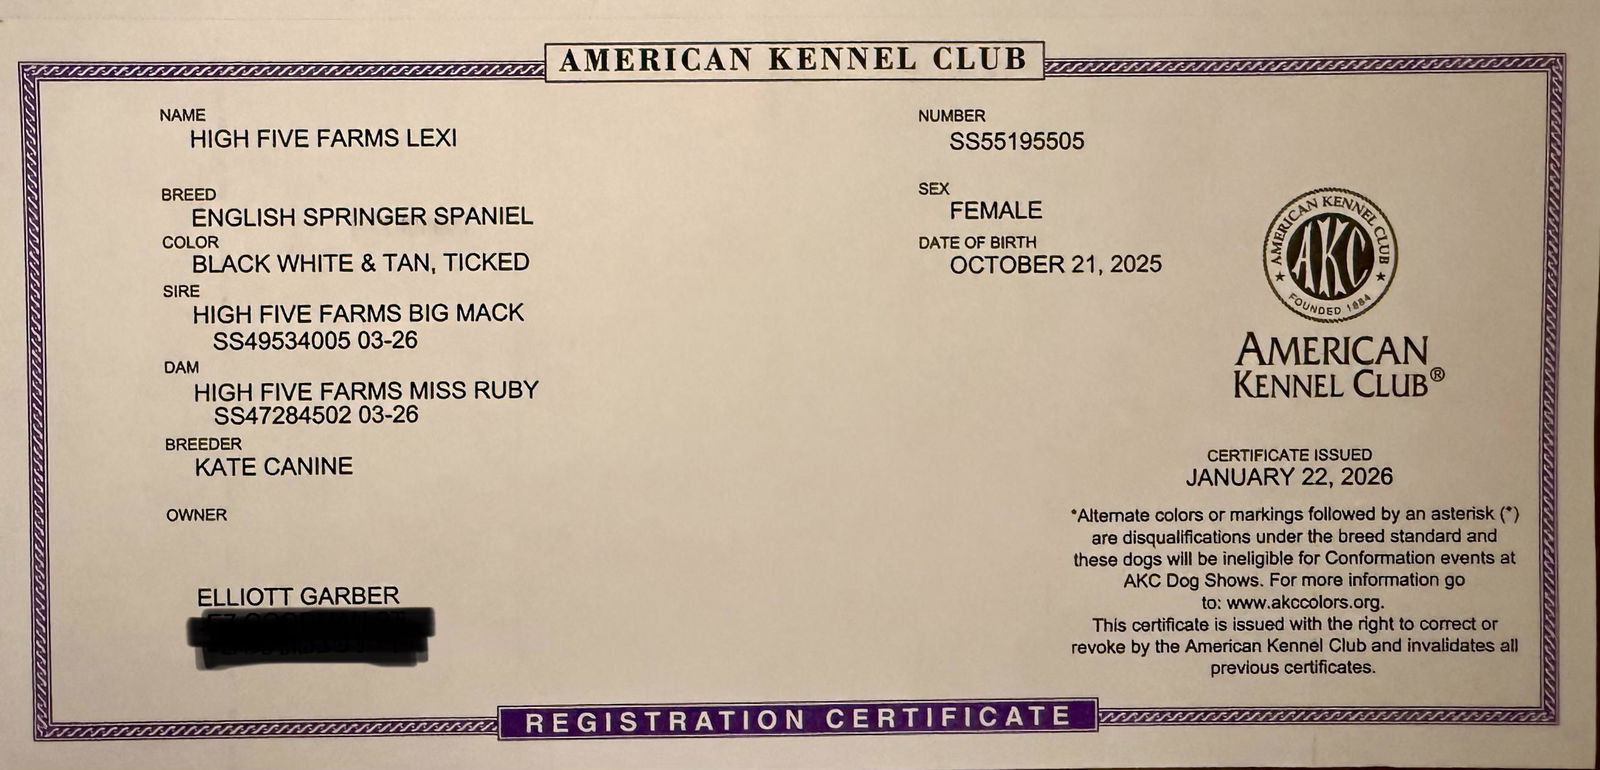 AMERICAN KENNEL CLUB
NAME
HIGH FIVE FARMS LEXI
NUMBER
SS55195505
BREED
ENGLISH SPRINGER SPANIEL
SEX
FEMALE
COLOR
BLACK WHITE & TAN, TICKED
DATE OF BIRTH
OCTOBER 21, 2025
SIRE
HIGH FIVE FARMS BIG MACK
SS49534005 03-26
DAM
HIGH FIVE FARMS MISS RUBY
SS47284502 03-26
BREEDER
KATE CANINE
OWNER
ELLIOTT GARBER
AMERICAN KENNEL CLUB
AKC
FOUNDED 1884
AMERICAN
KENNEL CLUB®
CERTIFICATE ISSUED
JANUARY 22, 2026
*Alternate colors or markings followed by an asterisk (*)
are disqualifications under the breed standard and
these dogs will be ineligible for Conformation events at
AKC Dog Shows. For more information go
to: www.akccolors.org.
This certificate is issued with the right to correct or
revoke by the American Kennel Club and invalidates all
previous certificates.
REGISTRATION CERTIFICATE